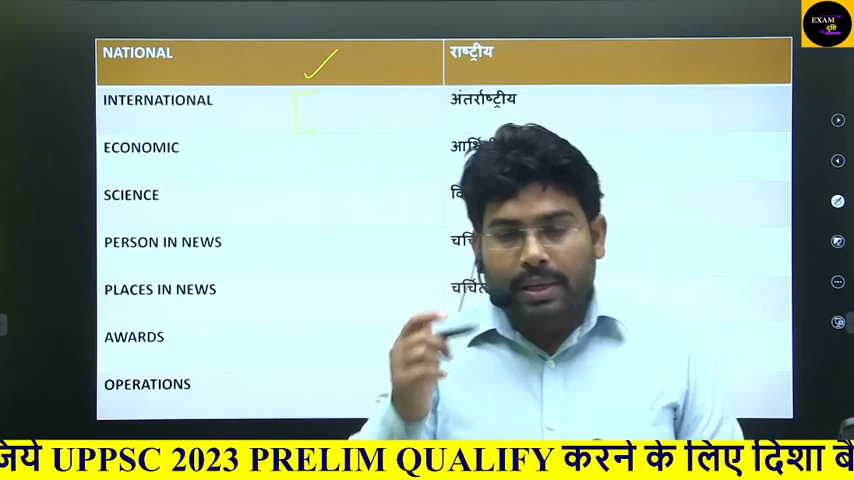 EXAM
दृष्टि
NATIONAL राष्ट्रीय
INTERNATIONAL अंतर्राष्ट्रीय
ECONOMIC
SCIENCE
PERSON IN NEWS
PLACES IN NEWS
AWARDS
OPERATIONS
UPPSC 2023 PRELIM QUALIFY करने के लिए दिशा